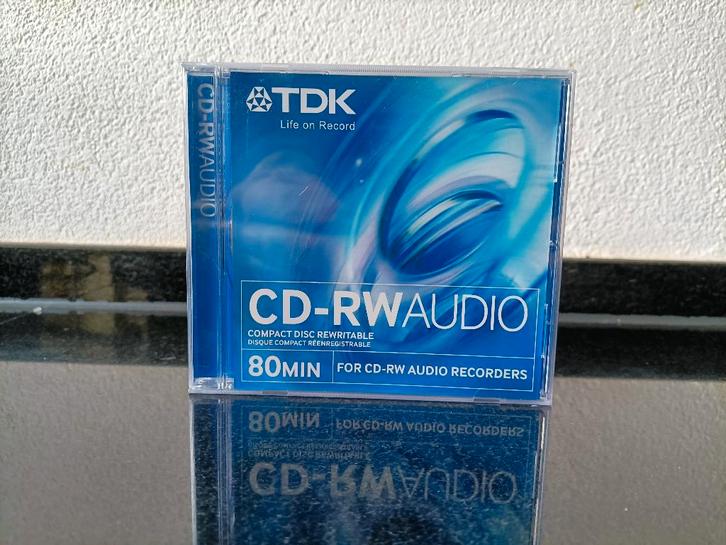 CD-RWAUDIO
TDK
Life on Record
CD-RWAUDIO
COMPACT DISC REWRITABLE
DISQUE COMPACT RÉENREGISTRABLE
80MIN FOR CD-RW AUDIO RECORDERS